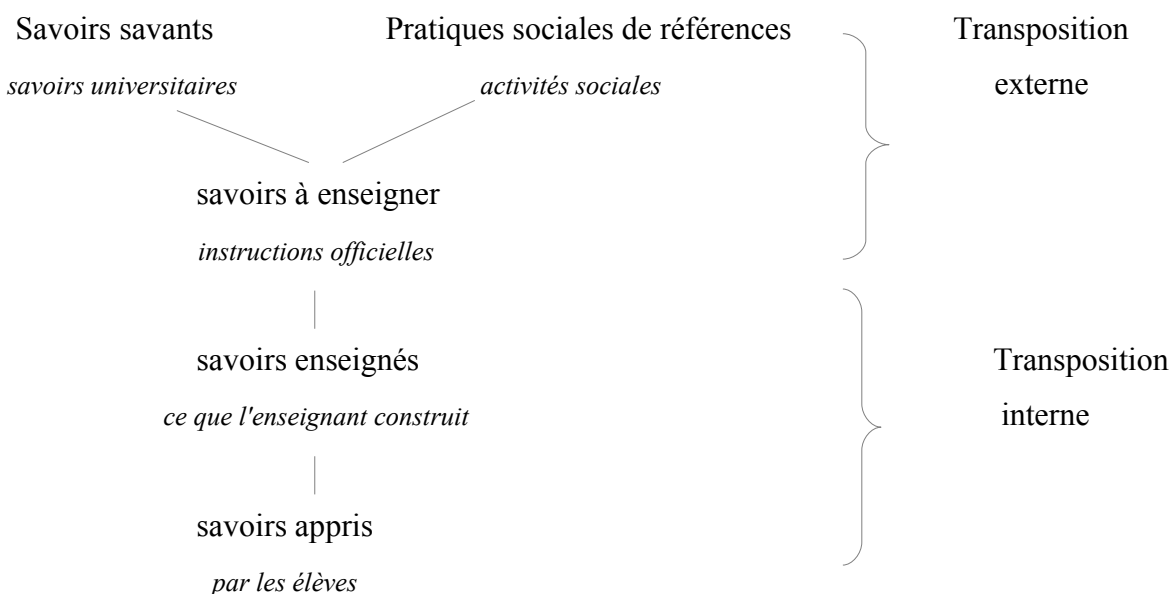 Savoirs savants Pratiques sociales de références Transposition
savoirs universitaires activités sociales externe
savoirs à enseigner
instructions officielles
savoirs enseignés Transposition
ce que l'enseignant construit interne
savoirs appris
par les élèves